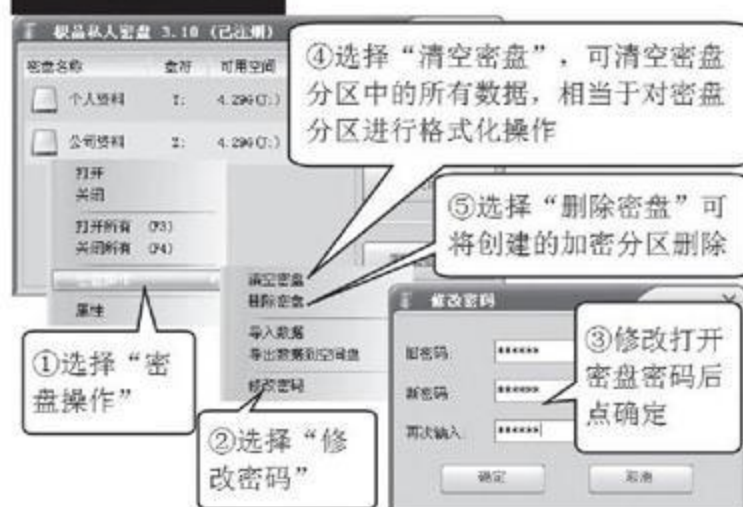 极品私人密盘 3.10 (已注册)
密盘名称 盘符 可用空间
个人资料 Y: 4.29G(J:)
公司资料 Z: 4.29G(J:)
打开
关闭
打开所有 (F3)
关闭所有 (F4)
属性
清空密盘
删除密盘
导入数据
导出数据到空间盘
修改密码
④选择“清空密盘”，可清空密盘
分区中的所有数据，相当于对密盘
分区进行格式化操作
⑤选择“删除密盘”可
将创建的加密分区删除
①选择“密
盘操作”
②选择“修
改密码”
修改密码
旧密码: ******
新密码: ******
再次输入: ******
确定 取消
③修改打开
密盘密码后
点确定